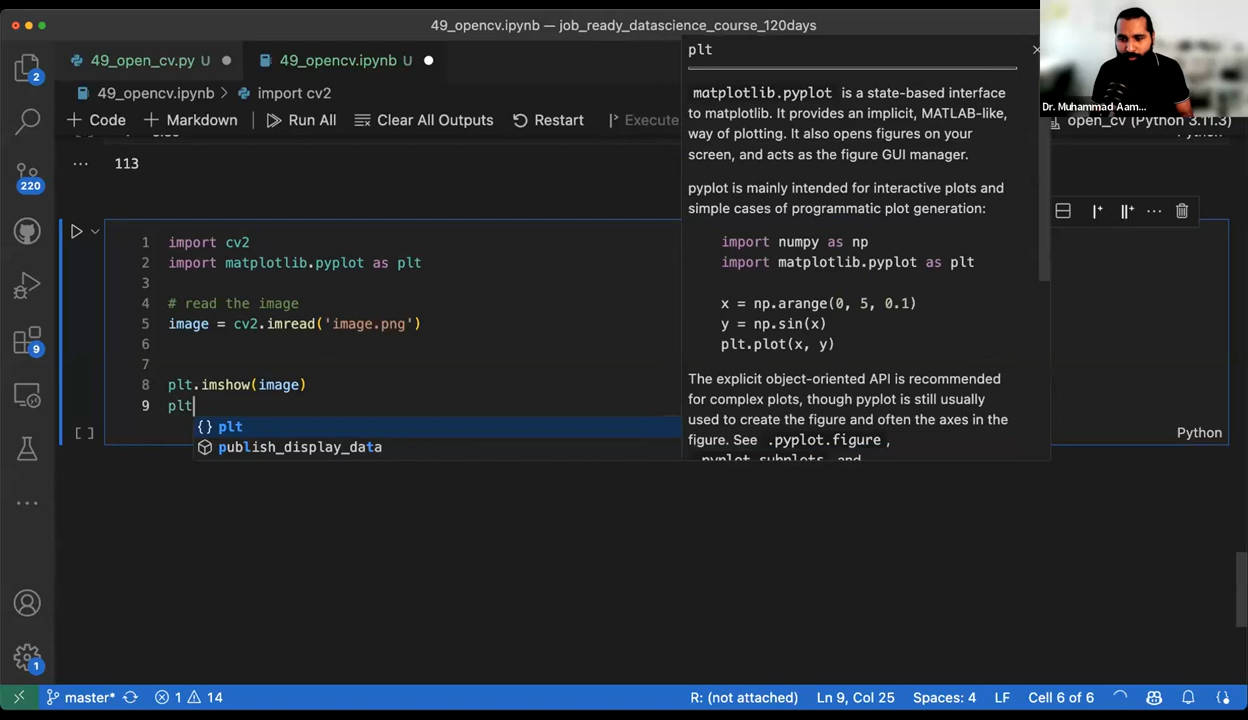 49_opencv.ipynb — job_ready_datascience_course_120days
49_open_cv.py U
49_opencv.ipynb U
49_opencv.ipynb > import cv2
+ Code + Markdown Run All Clear All Outputs Restart Execute
open_cv (Python 3.11.3)
Dr. Muhammad Aam...
2
220
9
1
... 113
1 import cv2
2 import matplotlib.pyplot as plt
3
4 # read the image
5 image = cv2.imread('image.png')
6
7
8 plt.imshow(image)
9 plt
[ ]
{} plt
publish_display_data
Python
plt
matplotlib.pyplot is a state-based interface
to matplotlib. It provides an implicit, MATLAB-like,
way of plotting. It also opens figures on your
screen, and acts as the figure GUI manager.
pyplot is mainly intended for interactive plots and
simple cases of programmatic plot generation:
import numpy as np
import matplotlib.pyplot as plt
x = np.arange(0, 5, 0.1)
y = np.sin(x)
plt.plot(x, y)
The explicit object-oriented API is recommended
for complex plots, though pyplot is still usually
used to create the figure and often the axes in the
figure. See .pyplot.figure ,
.pyplot.subplots, and
master* 1 14
R: (not attached) Ln 9, Col 25 Spaces: 4 LF Cell 6 of 6